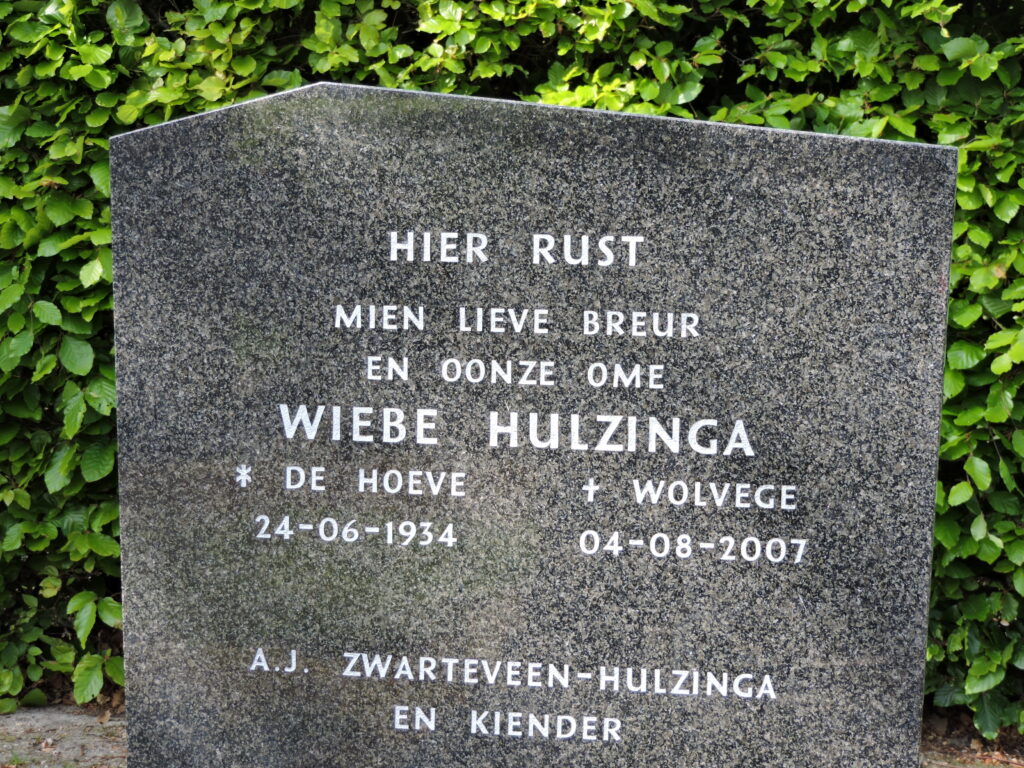 HIER RUST
MIEN LIEVE BREUR
EN OONZE OME
WIEBE HULZINGA
* DE HOEVE † WOLVEGE
24-06-1934 04-08-2007
A.J. ZWARTEVEEN-HULZINGA
EN KIENDER